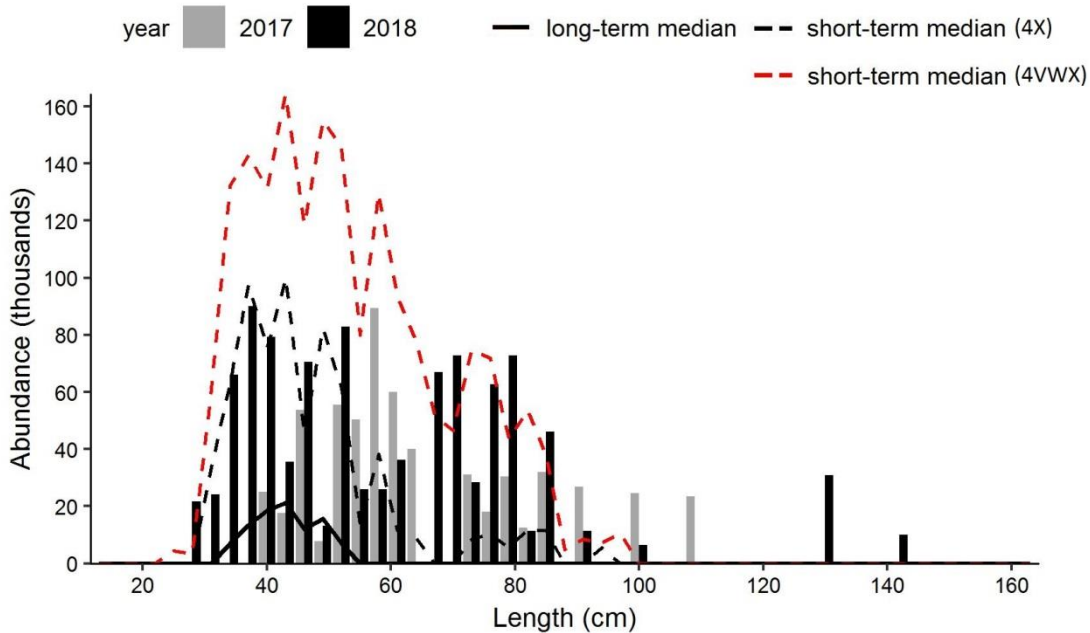 year 2017 2018 long-term median short-term median (4X)
short-term median (4VWX)
160
140
120
100
80
60
40
20
0
Abundance (thousands)
20 40 60 80 100 120 140 160
Length (cm)